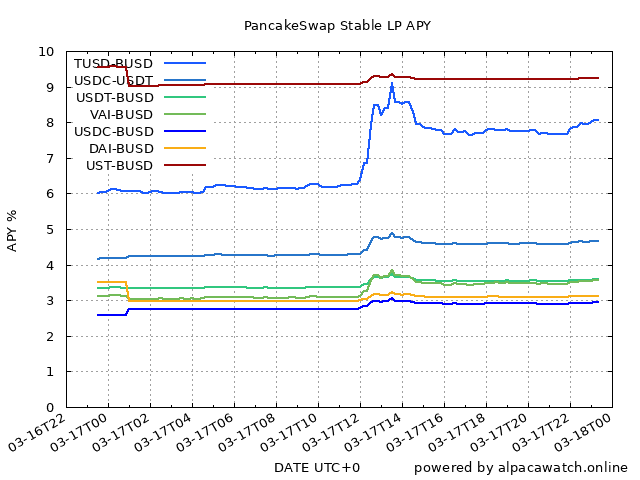 PancakeSwap Stable LP APY
10
9
8
7
6
5
4
3
2
1
0
APY %
TUSD-BUSD
USDC-USDT
USDT-BUSD
VAI-BUSD
USDC-BUSD
DAI-BUSD
UST-BUSD
03-16T22
03-17T00
03-17T02
03-17T04
03-17T06
03-17T08
03-17T10
03-17T12
03-17T14
03-17T16
03-17T18
03-17T20
03-17T22
03-18T00
DATE UTC+0
powered by alpacawatch.online